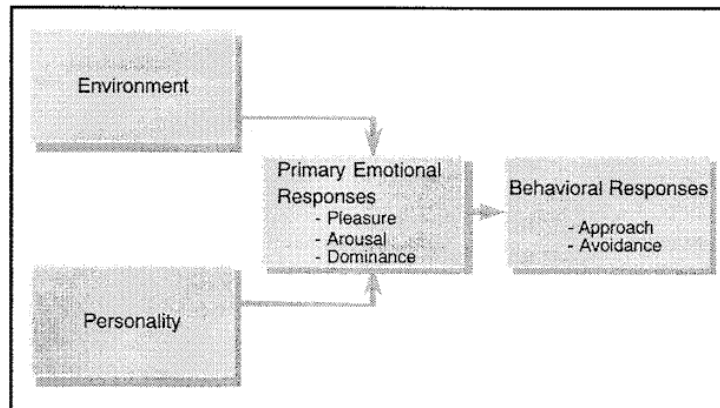 Environment
Primary Emotional
Responses
- Pleasure
- Arousal
- Dominance
Behavioral Responses
- Approach
- Avoidance
Personality